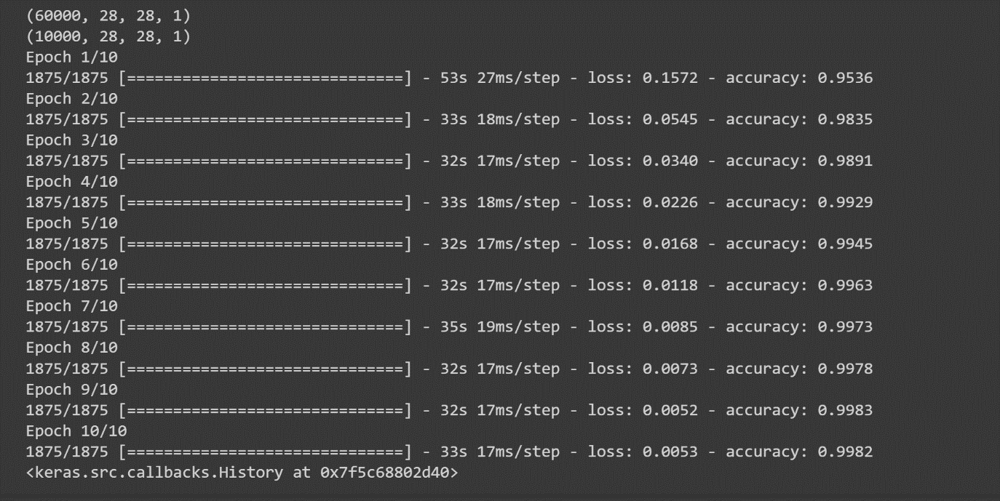 (60000, 28, 28, 1)
(10000, 28, 28, 1)
Epoch 1/10
1875/1875 [==============================] - 53s 27ms/step - loss: 0.1572 - accuracy: 0.9536
Epoch 2/10
1875/1875 [==============================] - 33s 18ms/step - loss: 0.0545 - accuracy: 0.9835
Epoch 3/10
1875/1875 [==============================] - 32s 17ms/step - loss: 0.0340 - accuracy: 0.9891
Epoch 4/10
1875/1875 [==============================] - 33s 18ms/step - loss: 0.0226 - accuracy: 0.9929
Epoch 5/10
1875/1875 [==============================] - 32s 17ms/step - loss: 0.0168 - accuracy: 0.9945
Epoch 6/10
1875/1875 [==============================] - 32s 17ms/step - loss: 0.0118 - accuracy: 0.9963
Epoch 7/10
1875/1875 [==============================] - 35s 19ms/step - loss: 0.0085 - accuracy: 0.9973
Epoch 8/10
1875/1875 [==============================] - 32s 17ms/step - loss: 0.0073 - accuracy: 0.9978
Epoch 9/10
1875/1875 [==============================] - 32s 17ms/step - loss: 0.0052 - accuracy: 0.9983
Epoch 10/10
1875/1875 [==============================] - 33s 17ms/step - loss: 0.0053 - accuracy: 0.9982
<keras.src.callbacks.History at 0x7f5c68802d40>